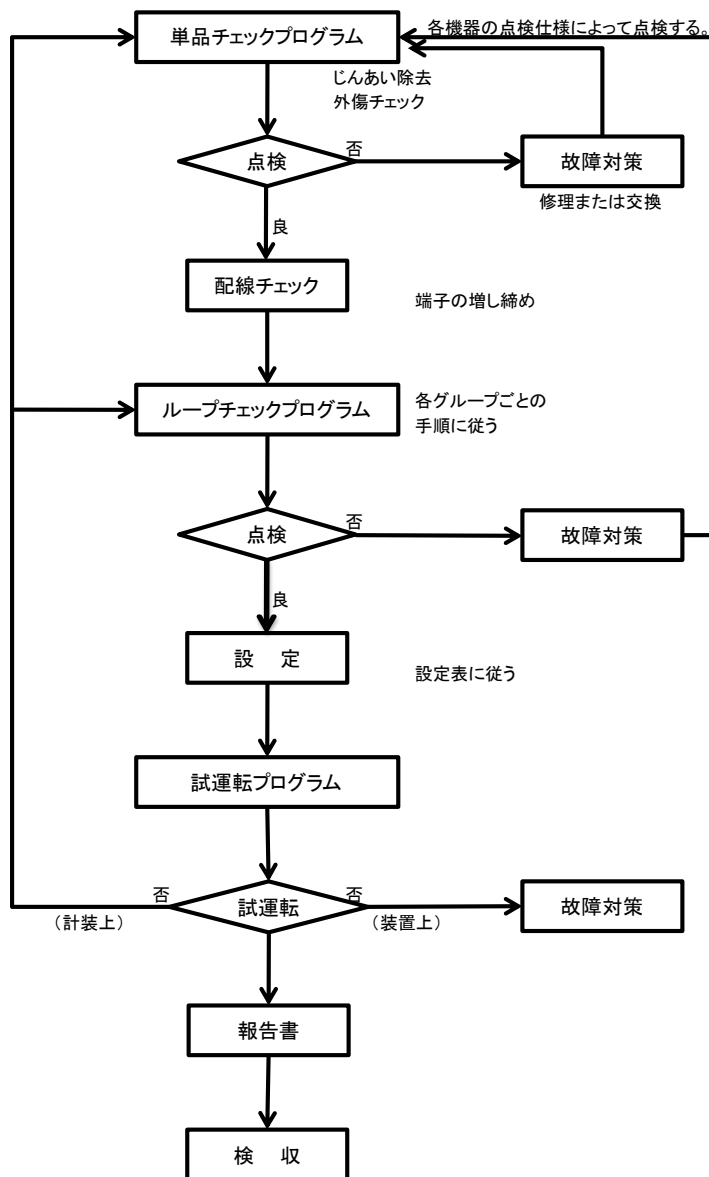 各機器の点検仕様によって点検する。
単品チェックプログラム
じんあい除去
外傷チェック
点検
否
故障対策
修理または交換
良
配線チェック
端子の増し締め
ループチェックプログラム
各グループごとの
手順に従う
点検
否
故障対策
良
設　定
設定表に従う
試運転プログラム
否
試運転
否
故障対策
（計装上）
（装置上）
報告書
検　収